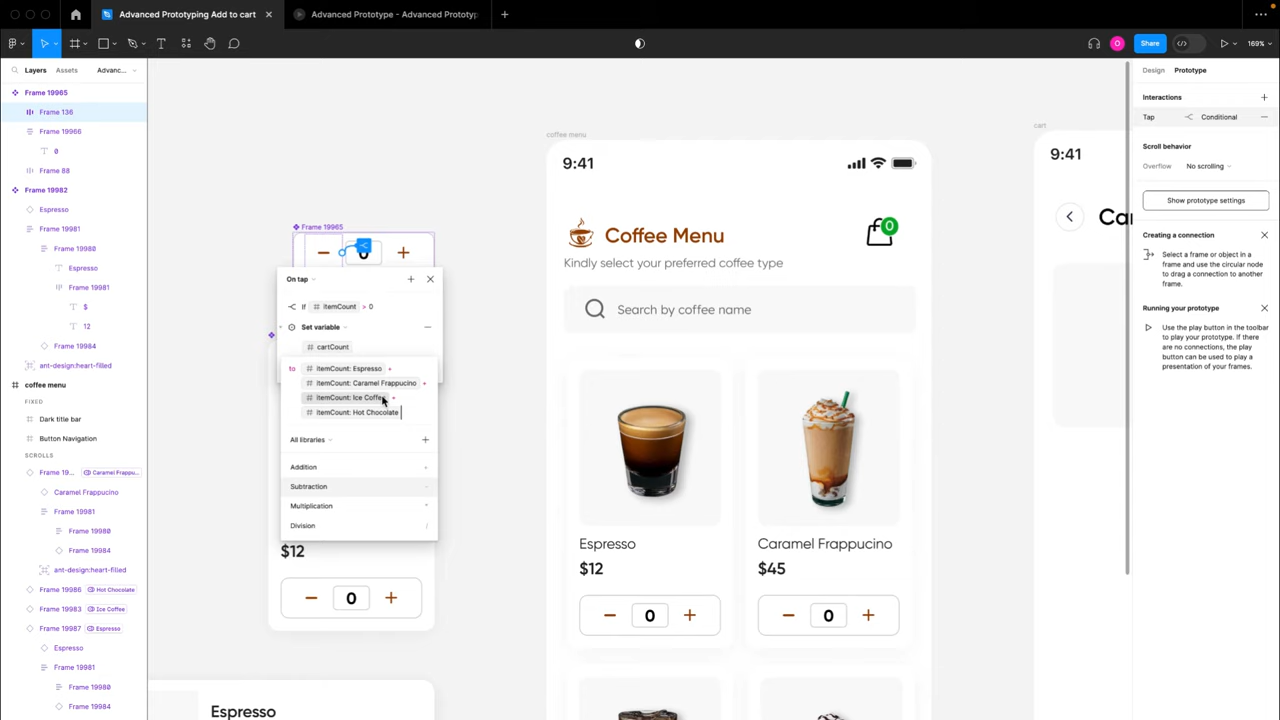 Advanced Prototyping Add to cart
Advanced Prototype - Advanced Prototyp
Share
169%
Layers
Assets
Advanc...
Frame 19965
Frame 136
Frame 19966
0
Frame 88
Frame 19982
Espresso
Frame 19981
Frame 19980
Espresso
Frame 19981
$
12
Frame 19984
ant-design:heart-filled
coffee menu
FIXED
Dark title bar
Button Navigation
SCROLLS
Frame 19... Caramel Frappu...
Caramel Frappucino
Frame 19981
Frame 19980
Frame 19984
ant-design:heart-filled
Frame 19986 Hot Chocolate
Frame 19983 Ice Coffee
Frame 19987 Espresso
Espresso
Frame 19981
Frame 19980
Frame 19984
Frame 19965
− 0 +
On tap
If # itemCount > 0
Set variable
# cartCount
to # itemCount: Espresso +
# itemCount: Caramel Frappucino +
# itemCount: Ice Coffee +
# itemCount: Hot Chocolate
All libraries
Addition +
Subtraction -
Multiplication *
Division /
$12
− 0 +
Espresso
coffee menu
9:41
Coffee Menu
0
Kindly select your preferred coffee type
Search by coffee name
Espresso
$12
− 0 +
Caramel Frappucino
$45
− 0 +
cart
9:41
Ca
Design
Prototype
Interactions
Tap
Conditional
Scroll behavior
Overflow
No scrolling
Show prototype settings
Creating a connection
Select a frame or object in a
frame and use the circular node
to drag a connection to another
frame.
Running your prototype
Use the play button in the toolbar
to play your prototype. If there
are no connections, the play
button can be used to play a
presentation of your frames.